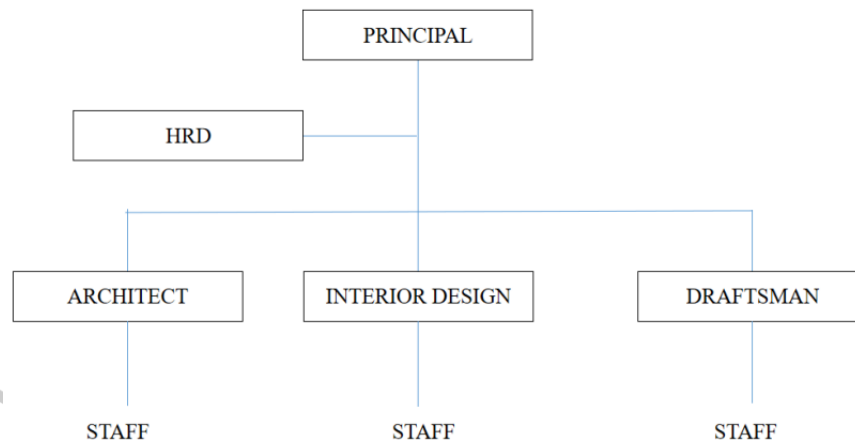 PRINCIPAL
HRD
ARCHITECT
INTERIOR DESIGN
DRAFTSMAN
STAFF
STAFF
STAFF